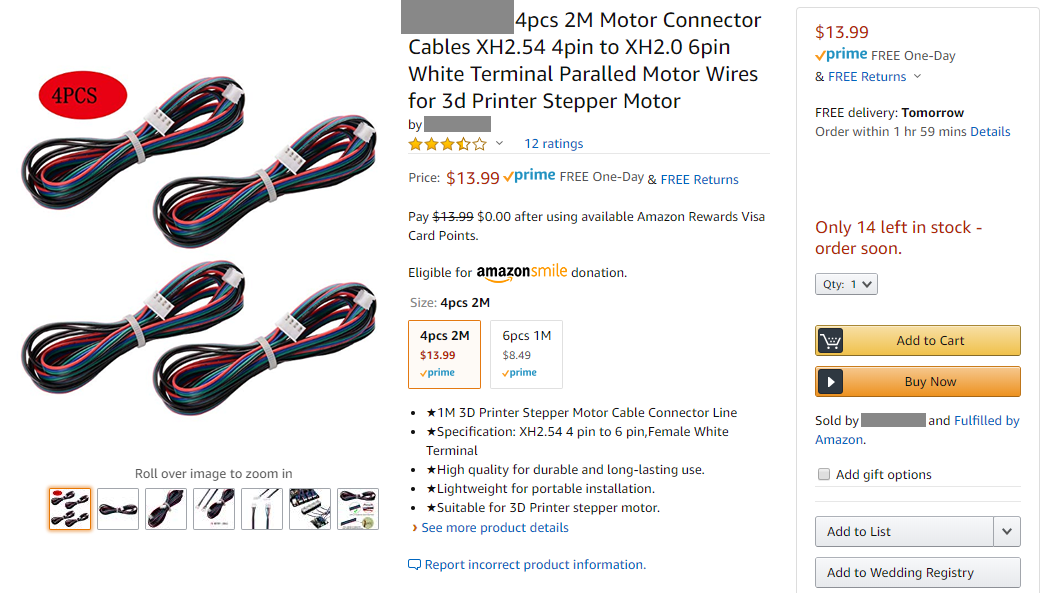 4PCS
Roll over image to zoom in
4pcs 2M Motor Connector
Cables XH2.54 4pin to XH2.0 6pin
White Terminal Paralled Motor Wires
for 3d Printer Stepper Motor
by
12 ratings
Price: $13.99 prime FREE One-Day & FREE Returns
Pay $13.99 $0.00 after using available Amazon Rewards Visa
Card Points.
Eligible for amazonsmile donation.
Size: 4pcs 2M
4pcs 2M
$13.99
prime
6pcs 1M
$8.49
prime
• ★1M 3D Printer Stepper Motor Cable Connector Line
• ★Specification: XH2.54 4 pin to 6 pin,Female White
Terminal
• ★High quality for durable and long-lasting use.
• ★Lightweight for portable installation.
• ★Suitable for 3D Printer stepper motor.
› See more product details
Report incorrect product information.
$13.99
prime FREE One-Day
& FREE Returns
FREE delivery: Tomorrow
Order within 1 hr 59 mins Details
Only 14 left in stock -
order soon.
Qty: 1
Add to Cart
Buy Now
Sold by and Fulfilled by
Amazon.
Add gift options
Add to List
Add to Wedding Registry